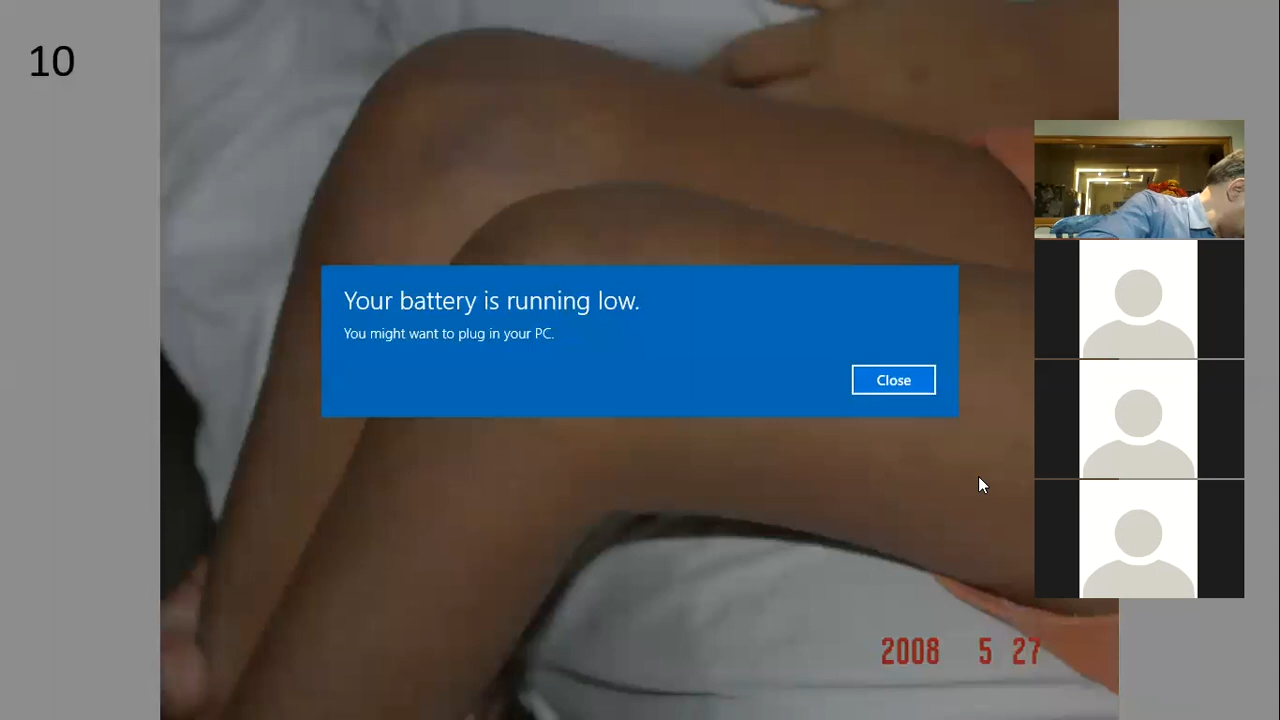 10
Your battery is running low.
You might want to plug in your PC.
Close
2008 5 27